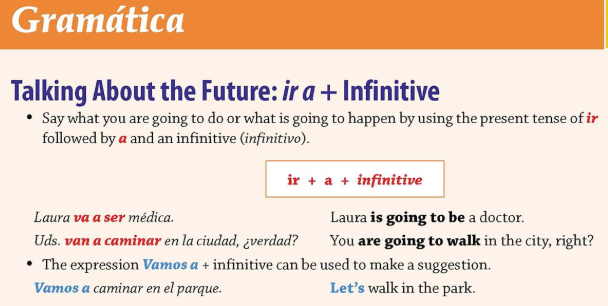 Gramática
Talking About the Future: ir a + Infinitive
• Say what you are going to do or what is going to happen by using the present tense of ir
followed by a and an infinitive (infinitivo).
ir + a + infinitive
Laura va a ser médica. Laura is going to be a doctor.
Uds. van a caminar en la ciudad, ¿verdad? You are going to walk in the city, right?
• The expression Vamos a + infinitive can be used to make a suggestion.
Vamos a caminar en el parque. Let's walk in the park.